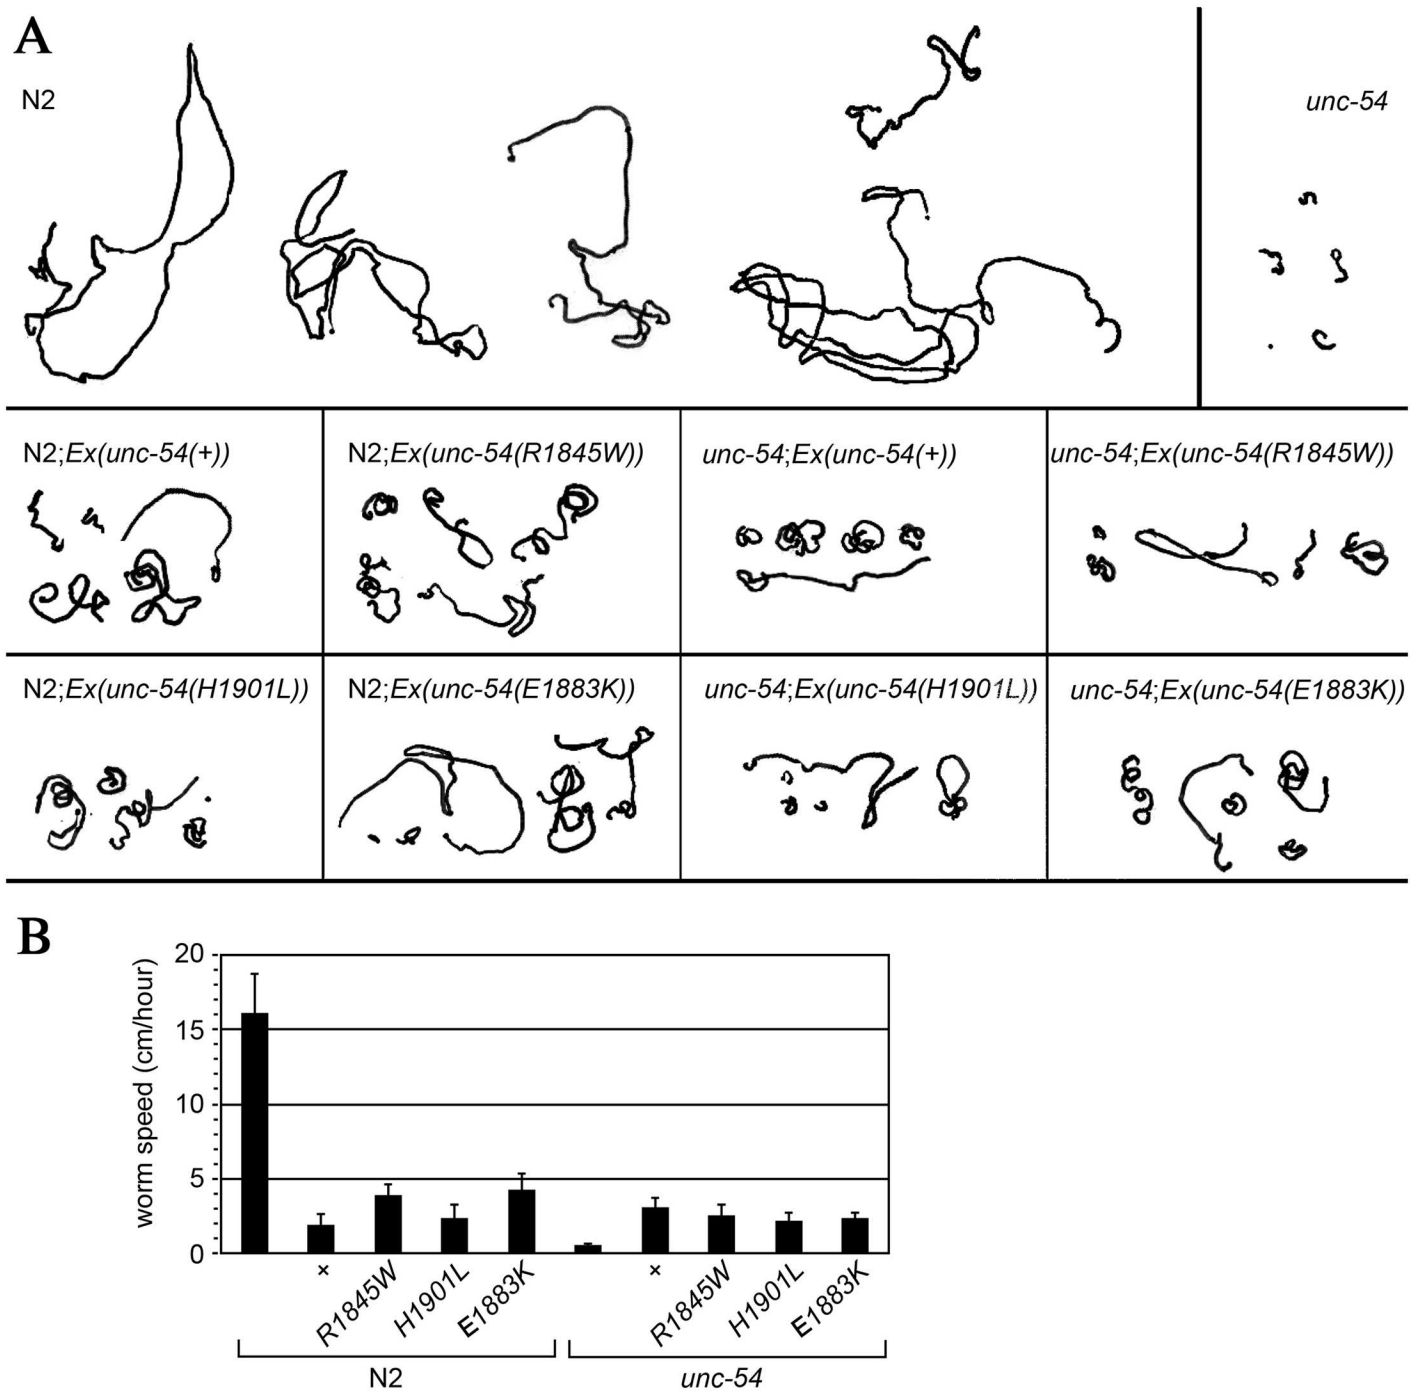 A
N2
unc-54
N2;Ex(unc-54(+))
N2;Ex(unc-54(R1845W))
unc-54;Ex(unc-54(+))
unc-54;Ex(unc-54(R1845W))
N2;Ex(unc-54(H1901L))
N2;Ex(unc-54(E1883K))
unc-54;Ex(unc-54(H1901L))
unc-54;Ex(unc-54(E1883K))
B
worm speed (cm/hour)
20
15
10
5
0
+
R1845W
H1901L
E1883K
+
R1845W
H1901L
E1883K
N2
unc-54